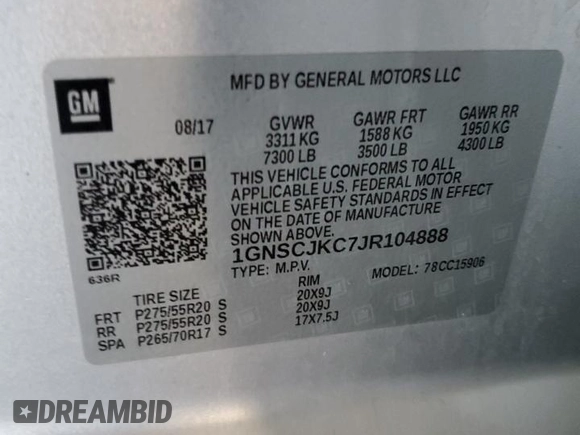 GM
MFD BY GENERAL MOTORS LLC
08/17 GVWR GAWR FRT GAWR RR
3311 KG 1588 KG 1950 KG
7300 LB 3500 LB 4300 LB
THIS VEHICLE CONFORMS TO ALL
APPLICABLE U.S. FEDERAL MOTOR
VEHICLE SAFETY STANDARDS IN EFFECT
ON THE DATE OF MANUFACTURE
SHOWN ABOVE.
1GNSCJKC7JR104888
TYPE: M.P.V. MODEL: 78CC15906
636R
TIRE SIZE RIM
FRT P275/55R20 S 20X9J
RR P275/55R20 S 20X9J
SPA P265/70R17 S 17X7.5J
DREAMBID